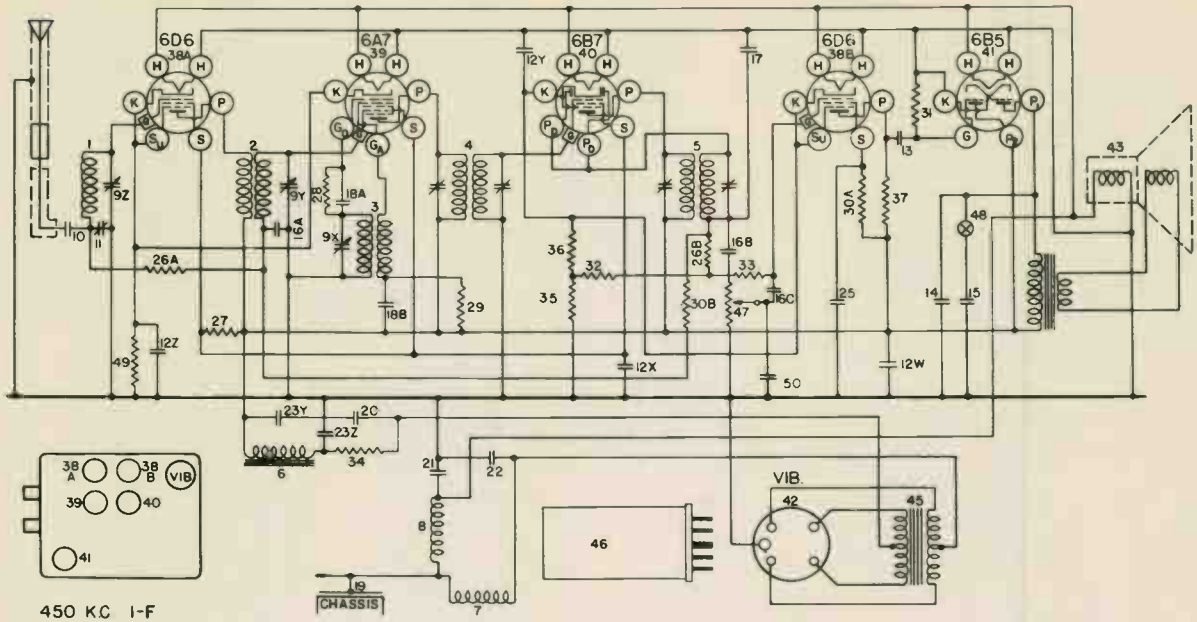 6D6
38A
6A7
39
6B7
40
6D6
38B
6B5
41
H H H H H H H H H H
12Y
17
K P K P K P K P K P
G
SU
S
GO
G
GA
S
PD
G
PD
S
G
SU
S
G
31
13
1
9Z
10
11
2
9Y
16A
28
18A
9X
3
18B
4
5
16B
26B
36
32
35
33
30B
47
16C
50
30A
37
25
14
48
15
43
26A
27
29
49
12Z
12X
12W
23Y
20
23Z
34
6
21
22
8
7
19
CHASSIS
46
VIB.
42
45
38
A
38
B
VIB
39
40
41
450 KC I-F